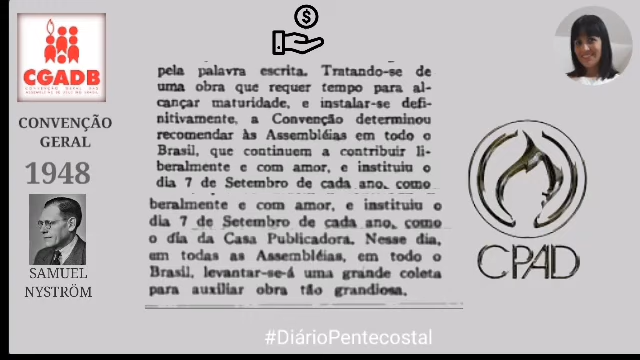 CGADB
CONVENÇÃO
GERAL
1948
SAMUEL
NYSTRÖM
pela palavra escrita. Tratando-se de
uma obra que requer tempo para al-
cançar maturidade, e instalar-se defi-
nitivamente, a Convenção determinou
recomendar às Assembléias em todo o
Brasil, que continuem a contribuir li-
beralmente e com amor, e instituiu o
dia 7 de Setembro de cada ano, como
beralmente e com amor, e instituiu o
dia 7 de Setembro de cada ano, como
o dia da Casa Publicadora. Nesse dia,
em todas as Assembléias, em todo o
Brasil, levantar-se-á uma grande coleta
para auxiliar obra tão grandiosa.
CPAD
#DiárioPentecostal